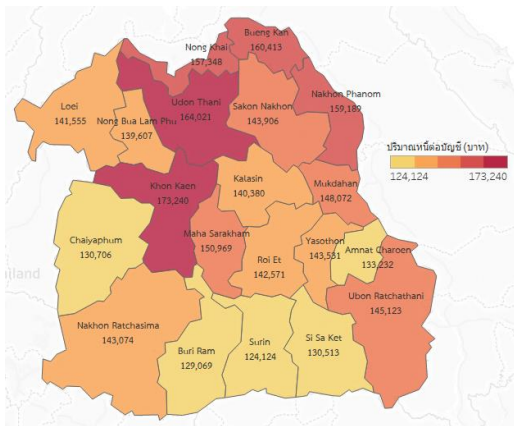 Bueng Kan
160,413
Nong Khai
157,348
Loei
141,555
Nong Bua Lam Phu
139,607
Udon Thani
164,021
Sakon Nakhon
143,906
Nakhon Phanom
159,189
ปริมาณหนี้ต่อบัญชี (บาท)
124,124 173,240
Khon Kaen
173,240
Kalasin
140,380
Mukdahan
148,072
Chaiyaphum
130,706
Maha Sarakham
150,969
Roi Et
142,571
Yasothon
143,531
Amnat Charoen
133,232
Ubon Ratchathani
145,123
Nakhon Ratchasima
143,074
Buri Ram
129,069
Surin
124,124
Si Sa Ket
130,513